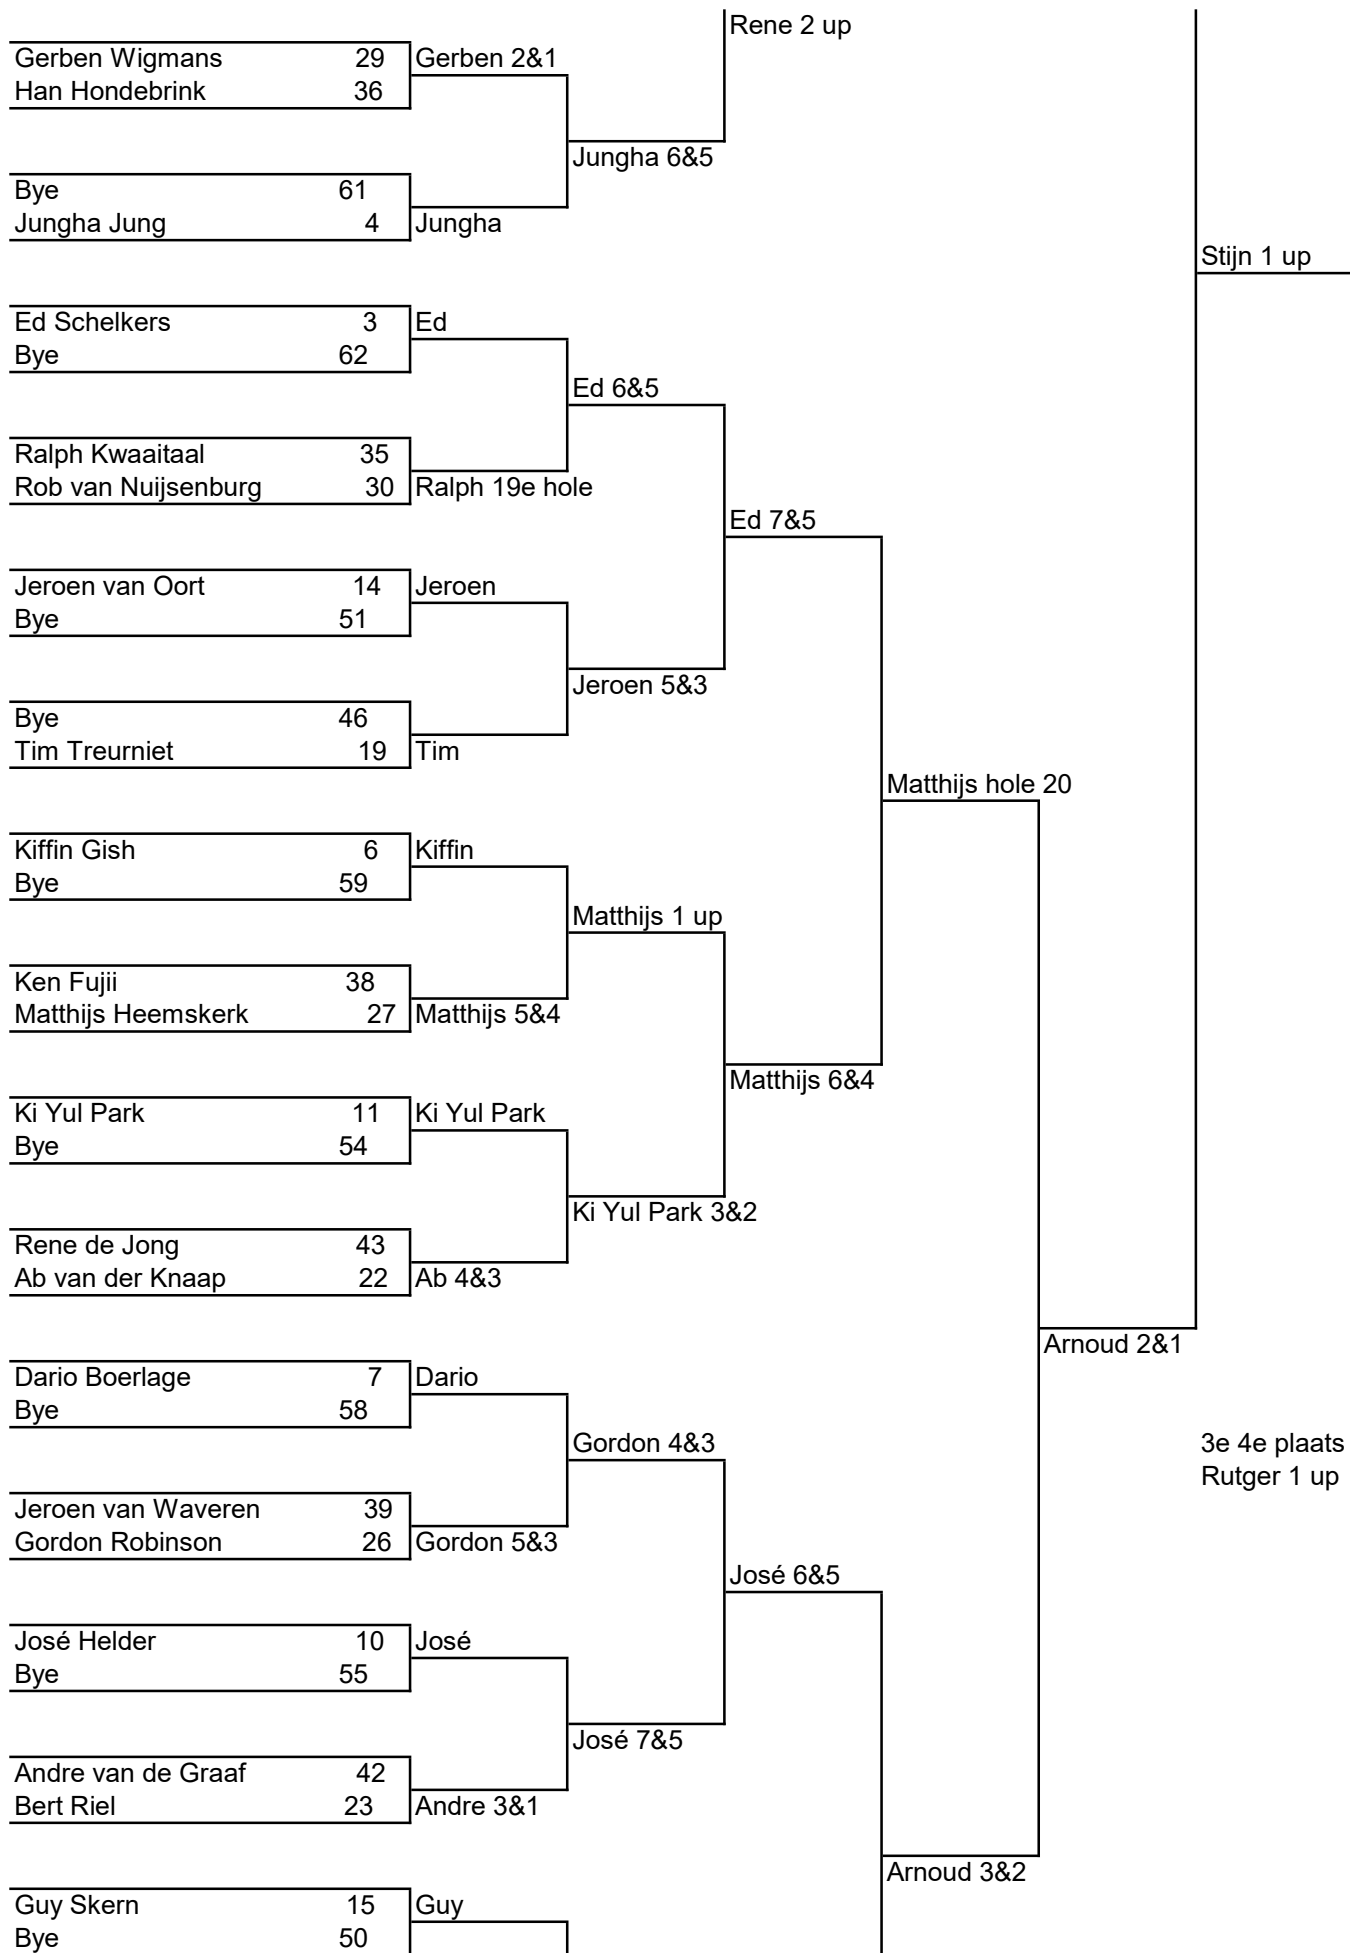 Rene 2 up
Gerben Wigmans 29 Gerben 2&1
Han Hondebrink 36
Jungha 6&5
Bye 61
Jungha Jung 4 Jungha
Stijn 1 up
Ed Schelkers 3 Ed
Bye 62
Ed 6&5
Ralph Kwaaitaal 35
Rob van Nuijsenburg 30 Ralph 19e hole
Ed 7&5
Jeroen van Oort 14 Jeroen
Bye 51
Jeroen 5&3
Bye 46
Tim Treurniet 19 Tim
Matthijs hole 20
Kiffin Gish 6 Kiffin
Bye 59
Matthijs 1 up
Ken Fujii 38
Matthijs Heemskerk 27 Matthijs 5&4
Matthijs 6&4
Ki Yul Park 11 Ki Yul Park
Bye 54
Ki Yul Park 3&2
Rene de Jong 43
Ab van der Knaap 22 Ab 4&3
Arnoud 2&1
Dario Boerlage 7 Dario
Bye 58
Gordon 4&3 3e 4e plaats
Rutger 1 up
Jeroen van Waveren 39
Gordon Robinson 26 Gordon 5&3
José 6&5
José Helder 10 José
Bye 55
José 7&5
Andre van de Graaf 42
Bert Riel 23 Andre 3&1
Arnoud 3&2
Guy Skern 15 Guy
Bye 50